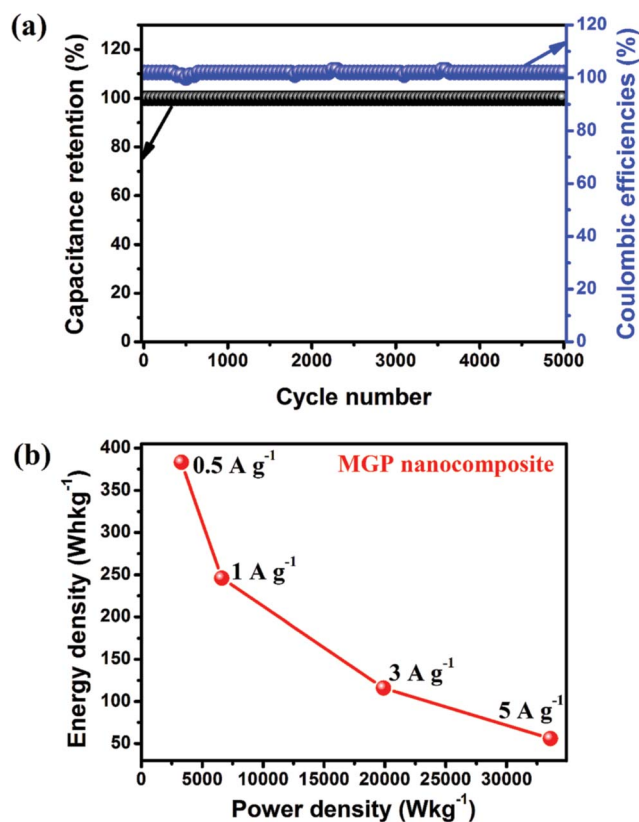 (a)
120
100
80
60
40
20
0
Capacitance retention (%)
120
100
80
60
40
20
0
Coulombic efficiencies (%)
0 1000 2000 3000 4000 5000
Cycle number
(b)
400
350
300
250
200
150
100
50
Energy density (Whkg⁻¹)
MGP nanocomposite
0.5 A g⁻¹
1 A g⁻¹
3 A g⁻¹
5 A g⁻¹
0 5000 10000 15000 20000 25000 30000
Power density (Wkg⁻¹)